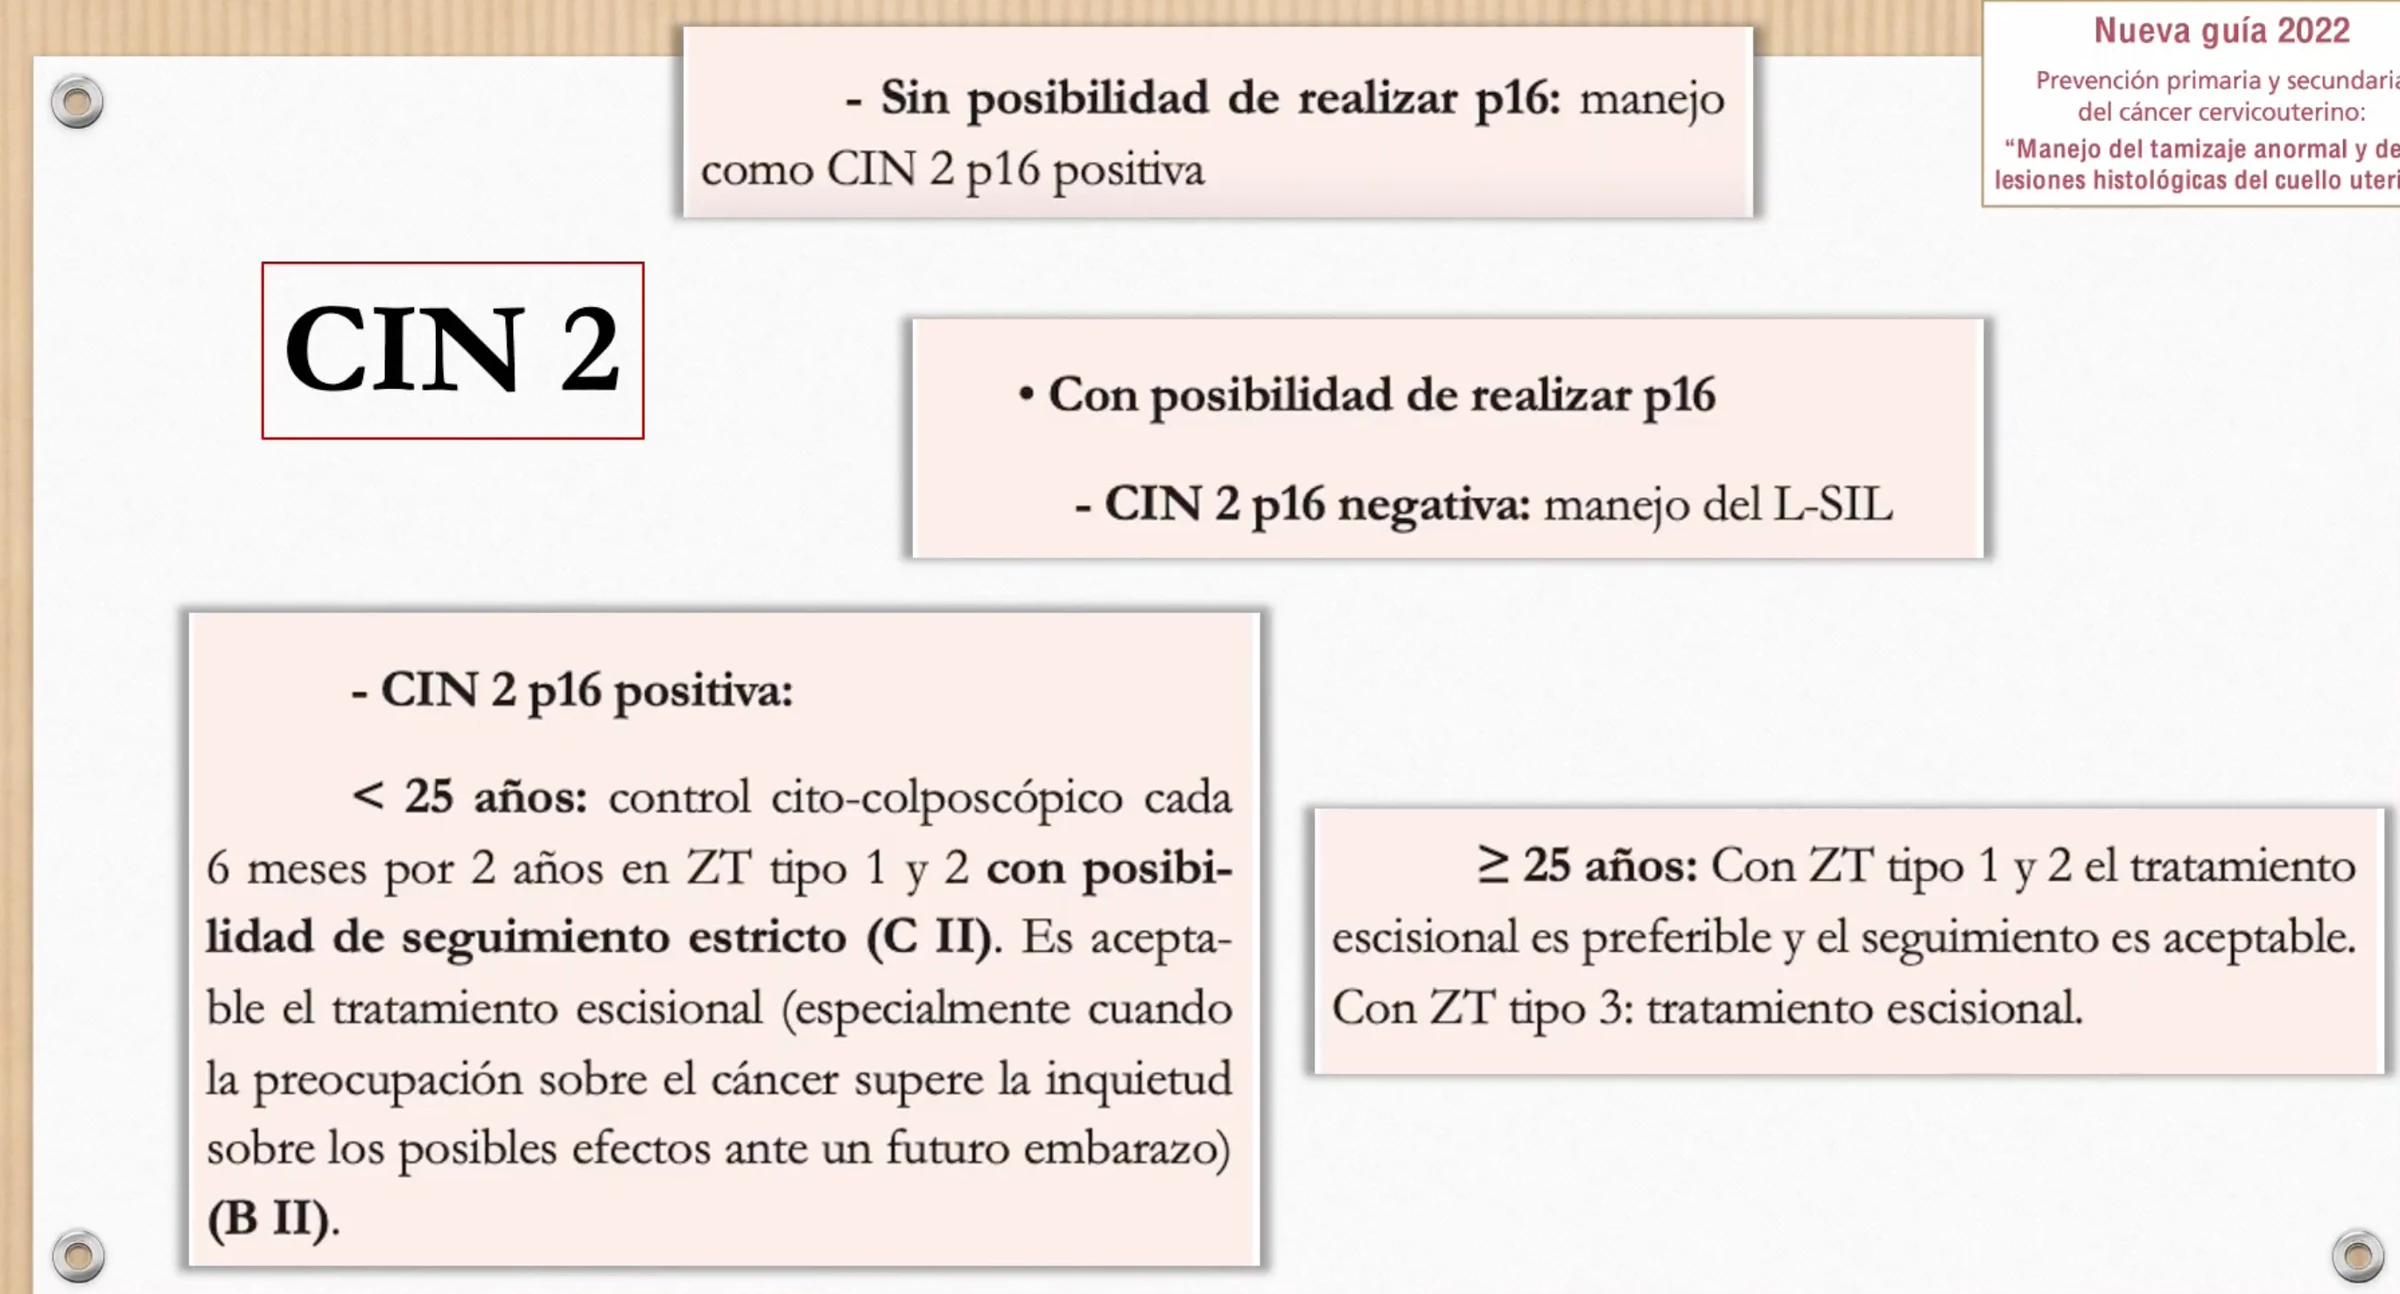 Nueva guía 2022
Prevención primaria y secundaria
del cáncer cervicouterino:
“Manejo del tamizaje anormal y de
lesiones histológicas del cuello
- Sin posibilidad de realizar p16: manejo
como CIN 2 p16 positiva
CIN 2
• Con posibilidad de realizar p16
- CIN 2 p16 negativa: manejo del L-SIL
- CIN 2 p16 positiva:
< 25 años: control cito-colposcópico cada
6 meses por 2 años en ZT tipo 1 y 2 con posibi-
lidad de seguimiento estricto (C II). Es acepta-
ble el tratamiento escisional (especialmente cuando
la preocupación sobre el cáncer supere la inquietud
sobre los posibles efectos ante un futuro embarazo)
(B II).
≥ 25 años: Con ZT tipo 1 y 2 el tratamiento
escisional es preferible y el seguimiento es aceptable.
Con ZT tipo 3: tratamiento escisional.